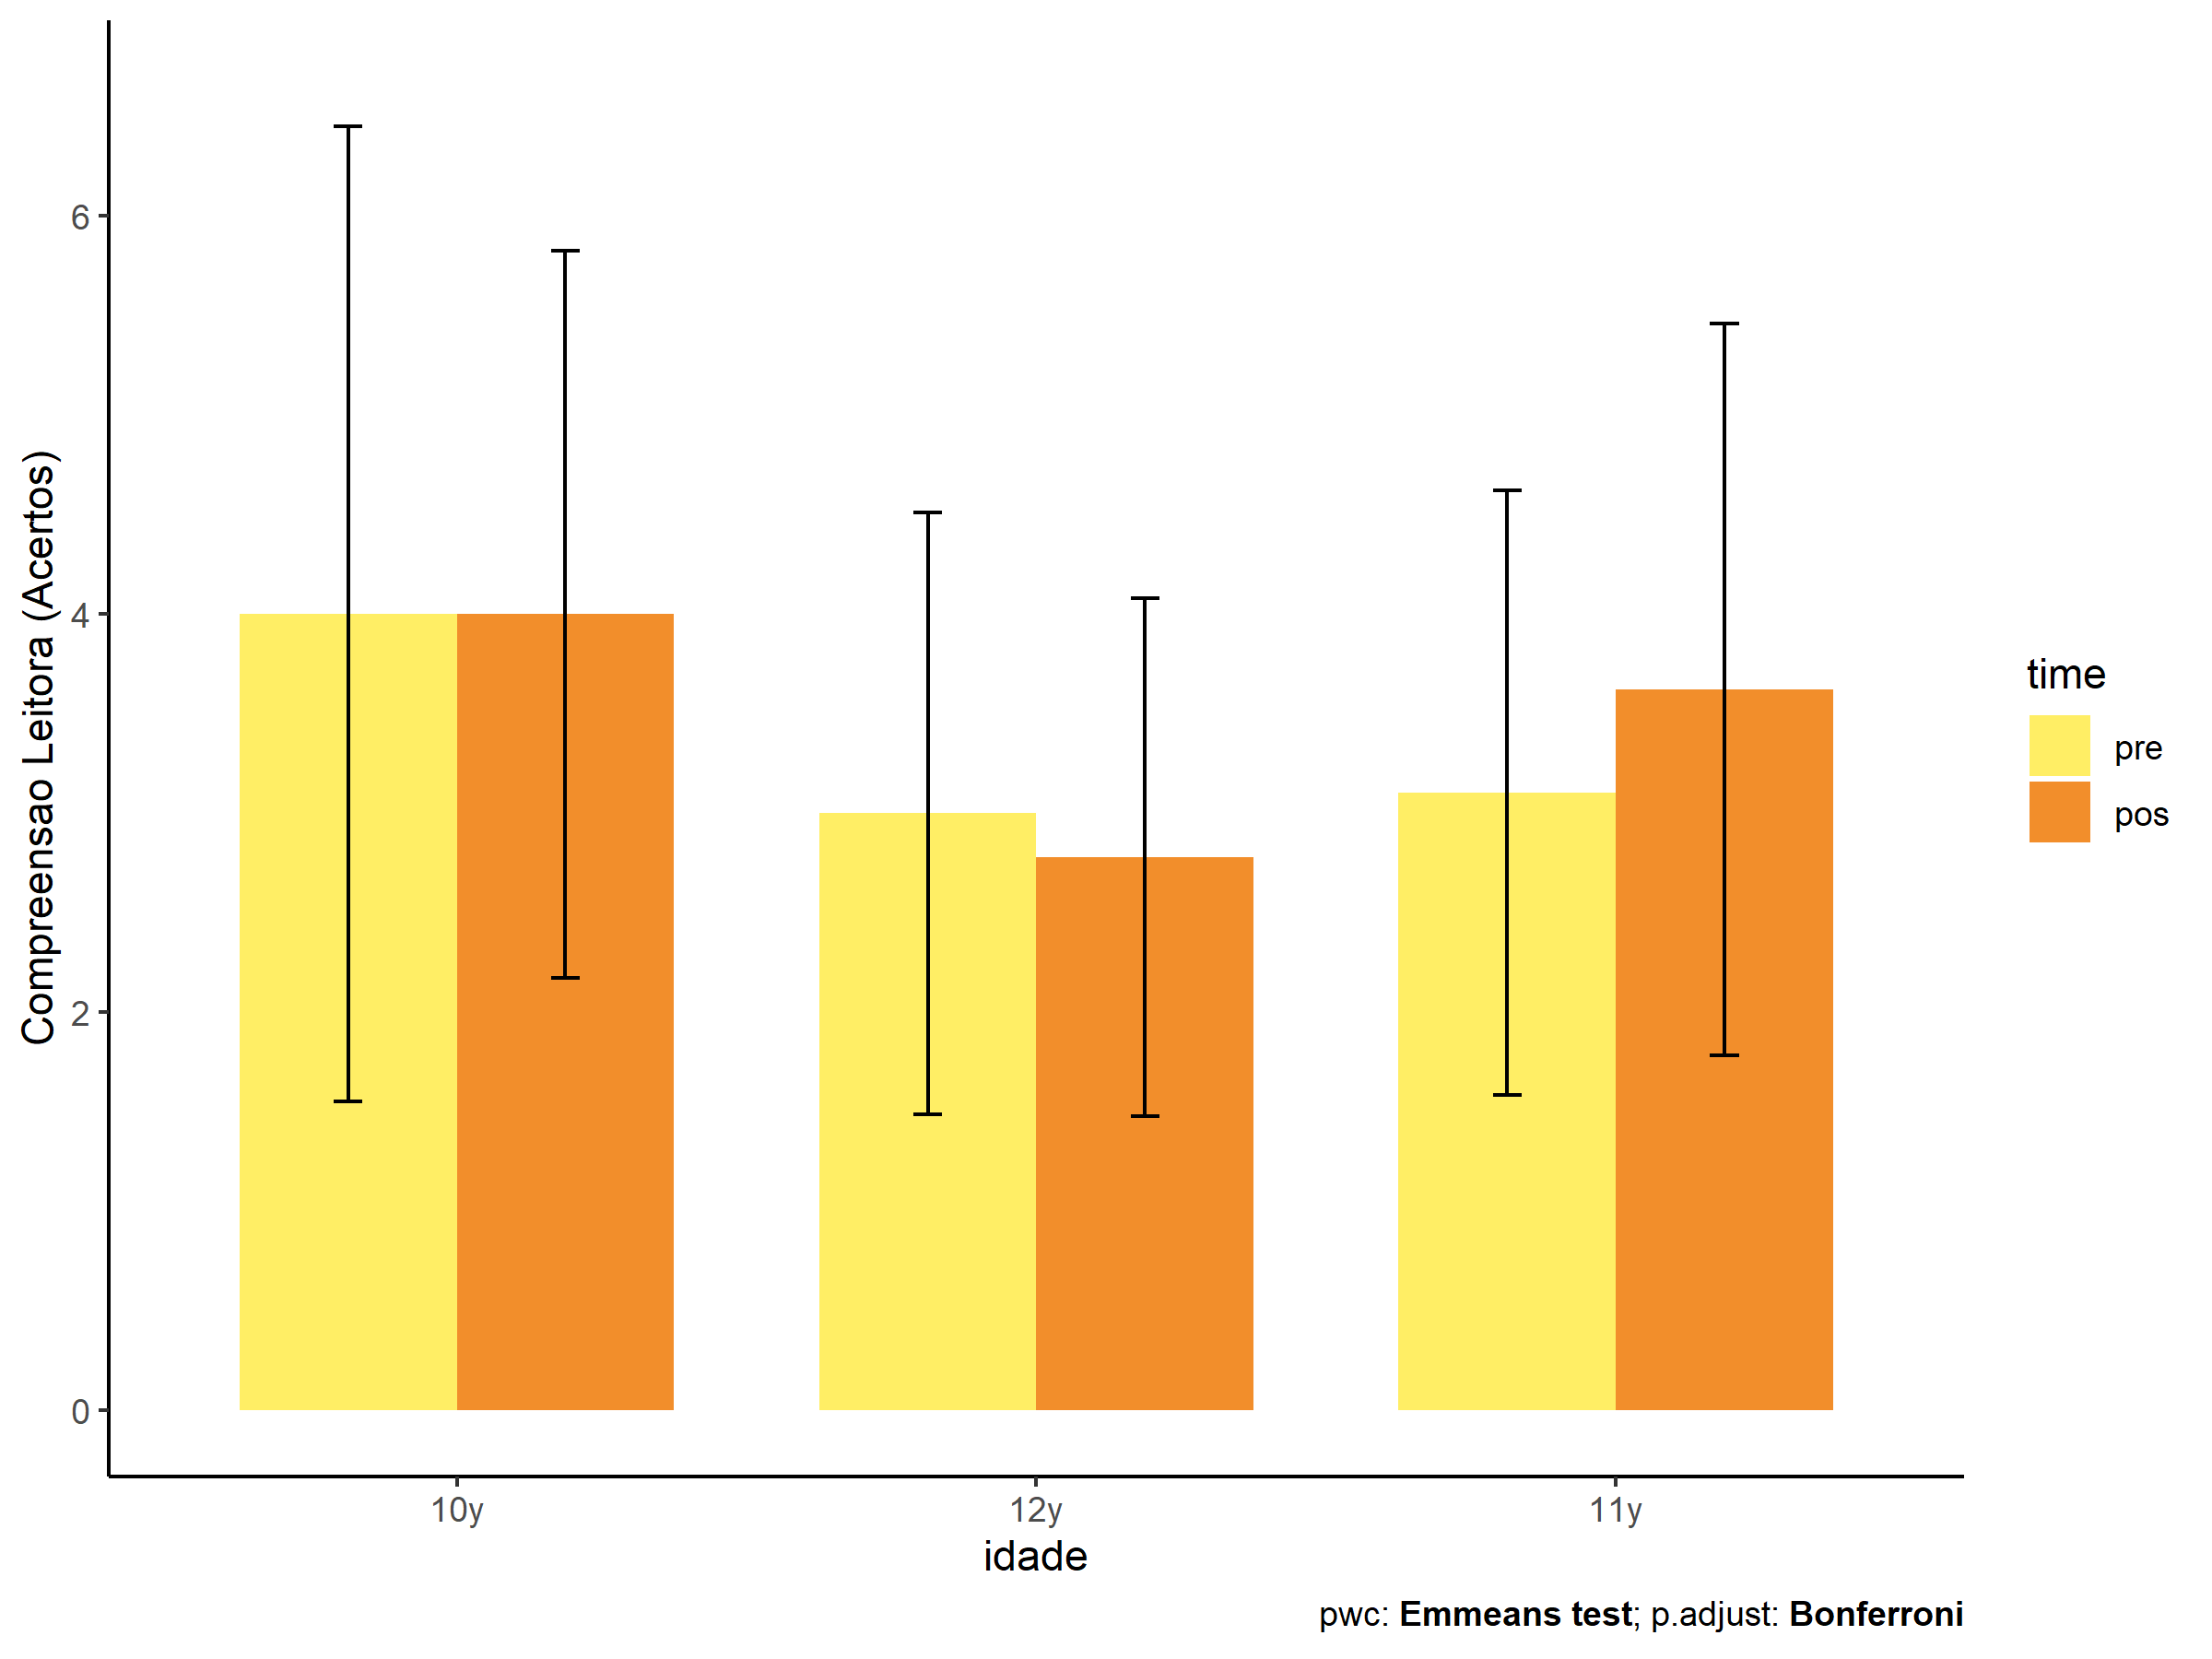 Compreensao Leitora (Acertos)
6
4
2
0
10y
12y
11y
idade
time
pre
pos
pwc: Emmeans test; p.adjust: Bonferroni